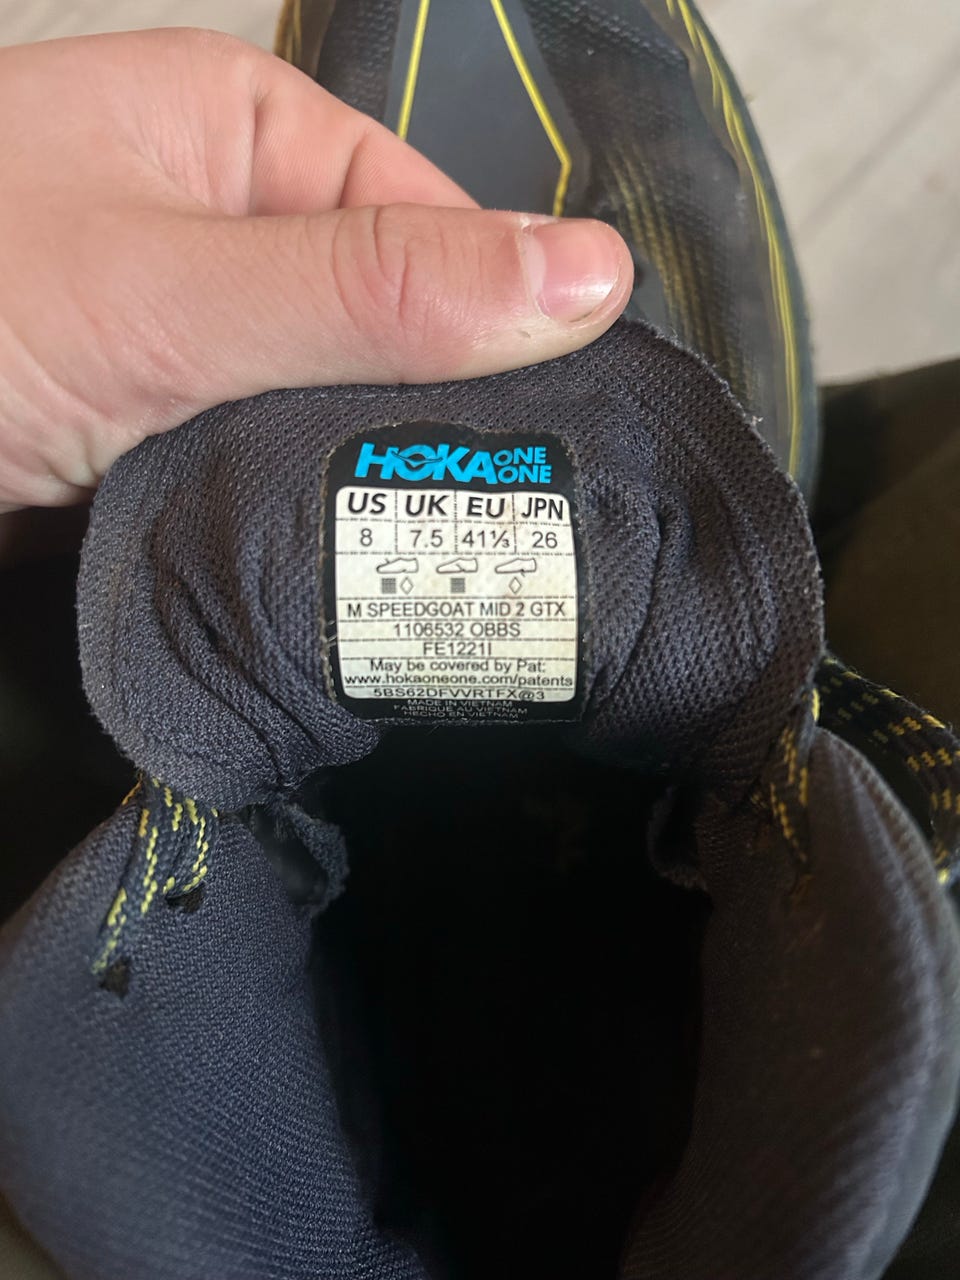 HOKA ONE ONE
US UK EU JPN
8 7.5 41⅓ 26
M SPEEDGOAT MID 2 GTX
1106532 OBBS
FE1221I
May be covered by Pat:
www.hokaoneone.com/patents
5BS62DFVVRTFX@3
MADE IN VIETNAM
FABRIQUE AU VIETNAM
HECHO EN VIETNAM